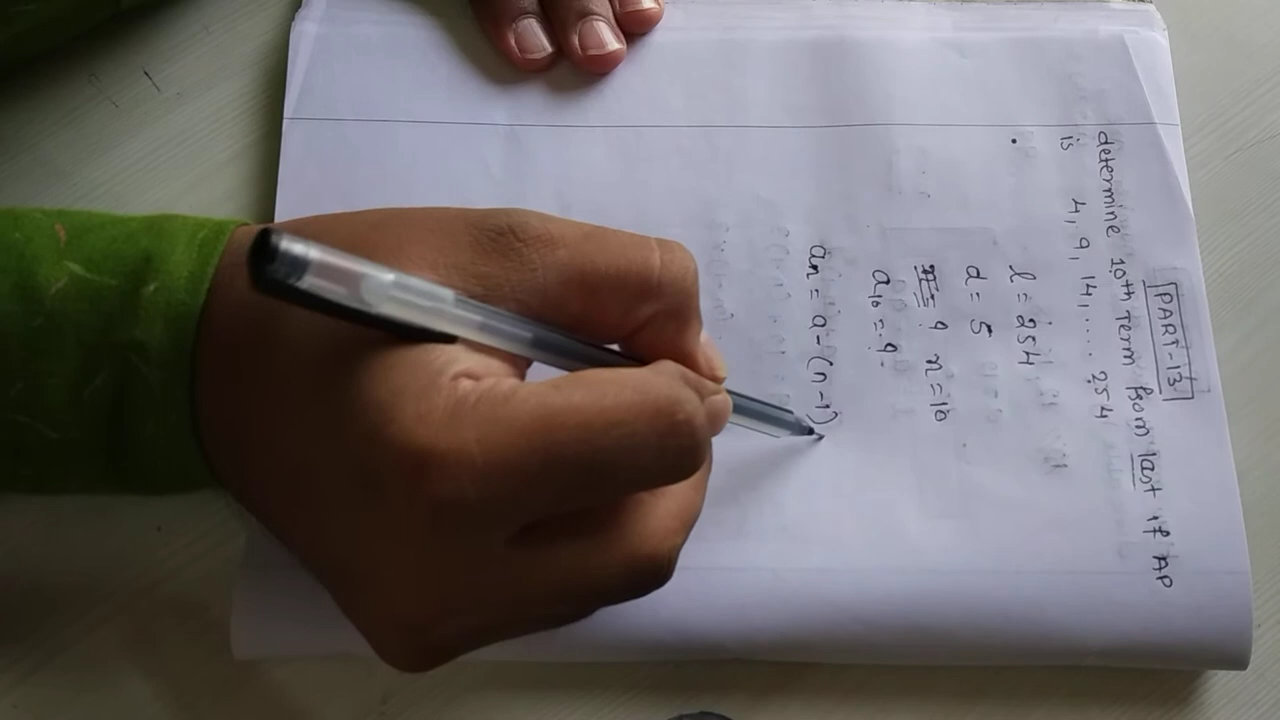 PART-13
determine 10th term from last if AP
is 4, 9, 14, ... 254
l = 254
d = 5
n = 10
a10 = ?
an = a - (n - 1)